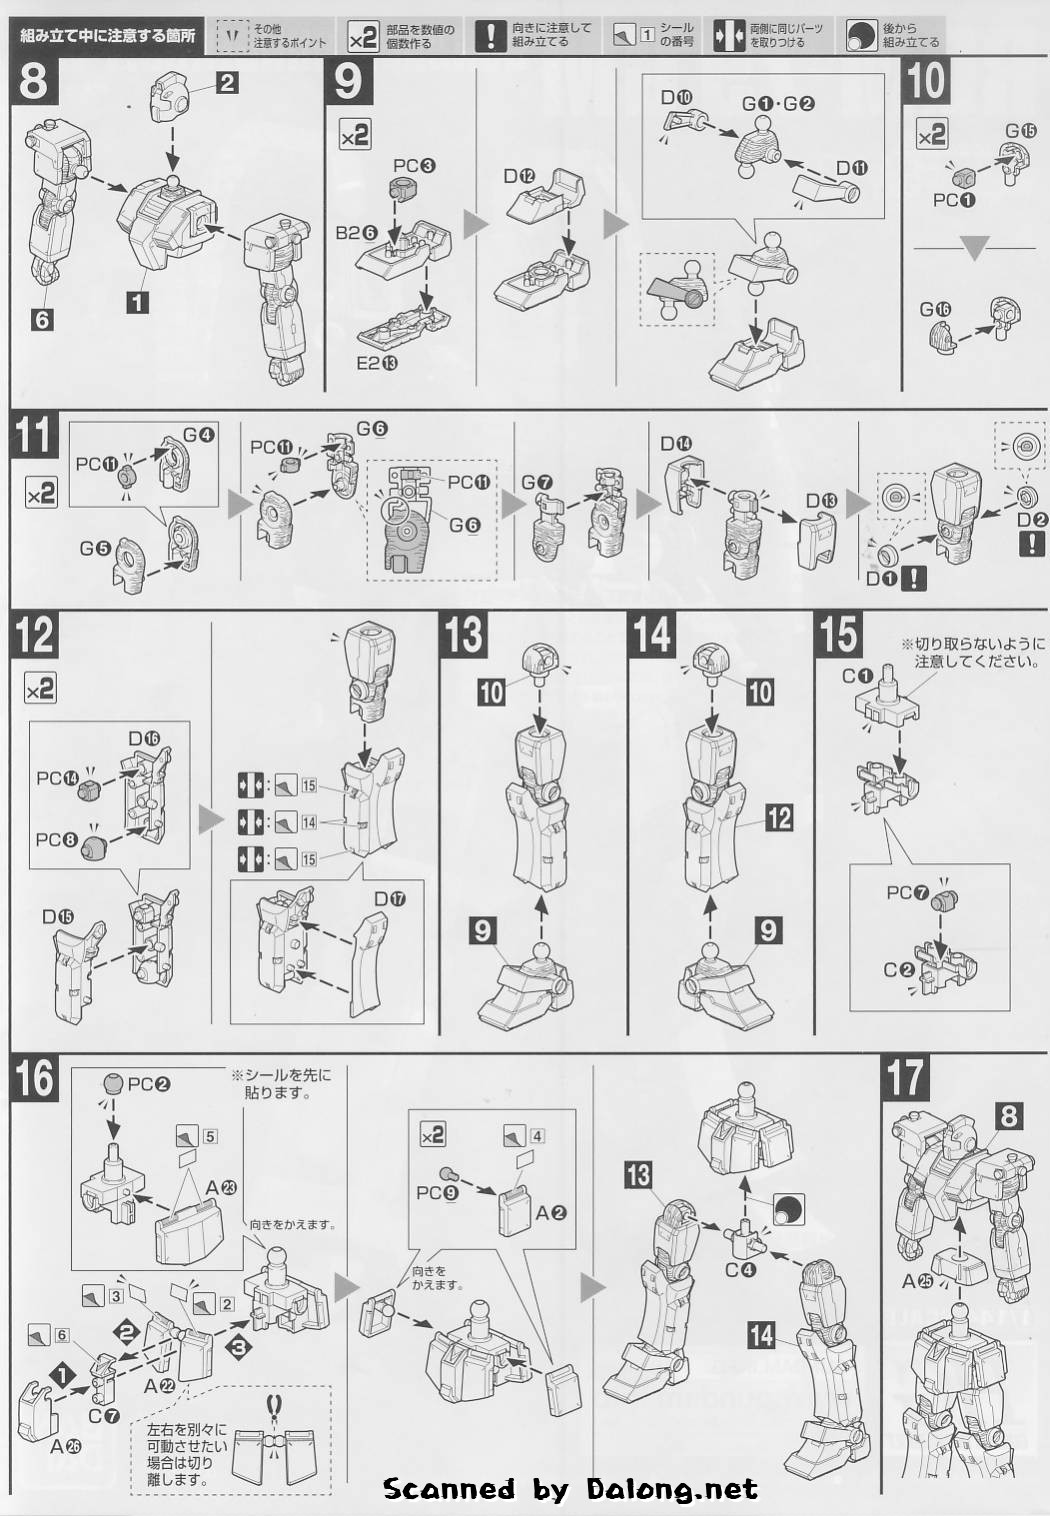 組み立て中に注意する箇所
その他
注意するポイント
×2
部品を数値の
個数作る
!
向きに注意して
組み立てる
1
シール
の番号
両側に同じパーツ
を取りつける
後から
組み立てる
8
2
6
1
9
×2
PC❸
B2⑥
E2⓭
D⓬
D❿
G❶・G❷
D⓫
10
×2
G⓯
PC❶
G⓰
11
×2
PC⓫
G❹
G❺
PC⓫
G⑥
PC⓫
G⑥
G❼
D⓮
D⓭
D❶ !
D❷
!
12
×2
D⓰
PC⓮
PC❽
D⓯
: 15
: 14
: 15
D⓱
13
10
9
14
10
12
9
15
※切り取らないように
注意してください。
C❶
PC❼
C❷
16
PC❷
※シールを先に
貼ります。
5
A㉓
向きをかえます。
3
2
6
2
3
1
A㉒
C❼
A㉖
左右を別々に
可動させたい
場合は切り
離します。
×2
4
PC⑨
A❷
向きを
かえます。
13
C❹
14
17
8
A㉕
Scanned by Dalong.net